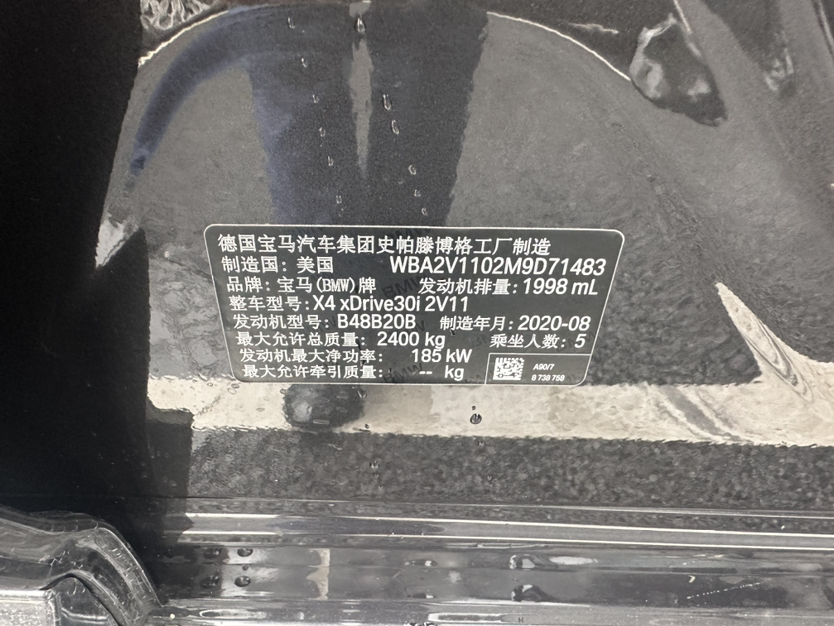 德国宝马汽车集团史帕滕博格工厂制造
制造国: 美国 WBA2V1102M9D71483
品牌: 宝马(BMW)牌 发动机排量: 1998 mL
整车型号: X4 xDrive30i 2V11
发动机型号: B48B20B 制造年月: 2020-08
最大允许总质量: 2400 kg 乘坐人数: 5
发动机最大净功率: 185 kW
最大允许牵引质量: -- kg
A90/7
8 738 758